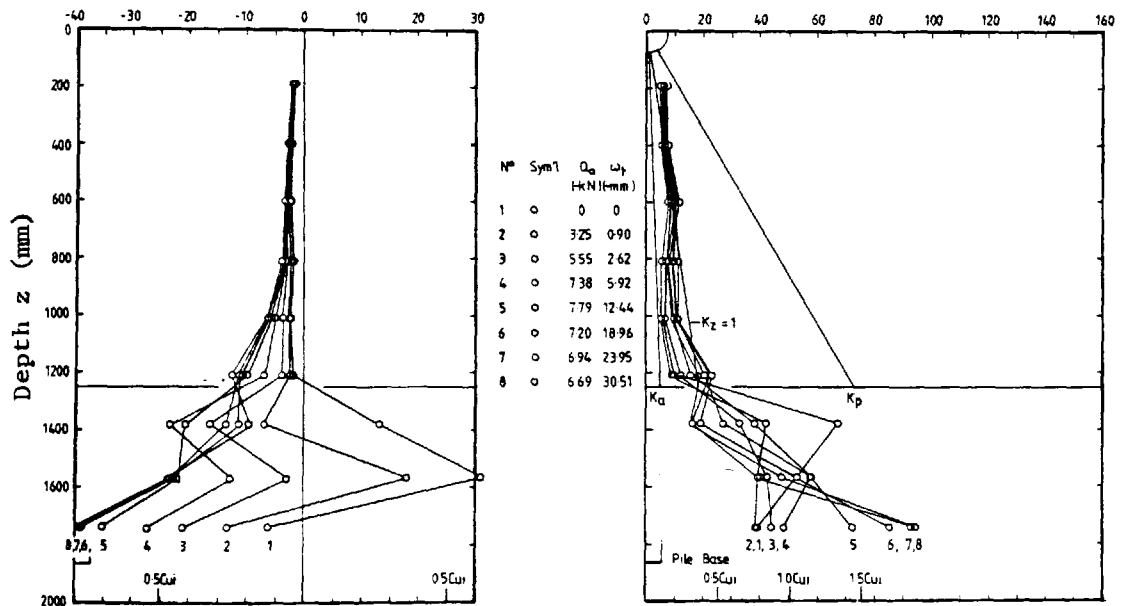 -40 -30 -20 -10 0 10 20 30
0 20 40 60 80 100 120 140 160
0
200
400
600
800
1000
1200
1400
1600
2000
Depth z (mm)
Nº Sym'l Qa ωt
(-kN) (-mm)
1 0 0
2 3·25 0·90
3 5·55 2·62
4 7·38 5·92
5 7·79 12·44
6 7·20 18·96
7 6·94 23·95
8 6·69 30·51
Kz = 1
Ka Kp
8,7,6, 5 4 3 2 1
0·5Cui 0·5Cui
2,1, 3, 4 5 6, 7,8
Pile Base
0·5Cui 1·0Cui 1·5Cui